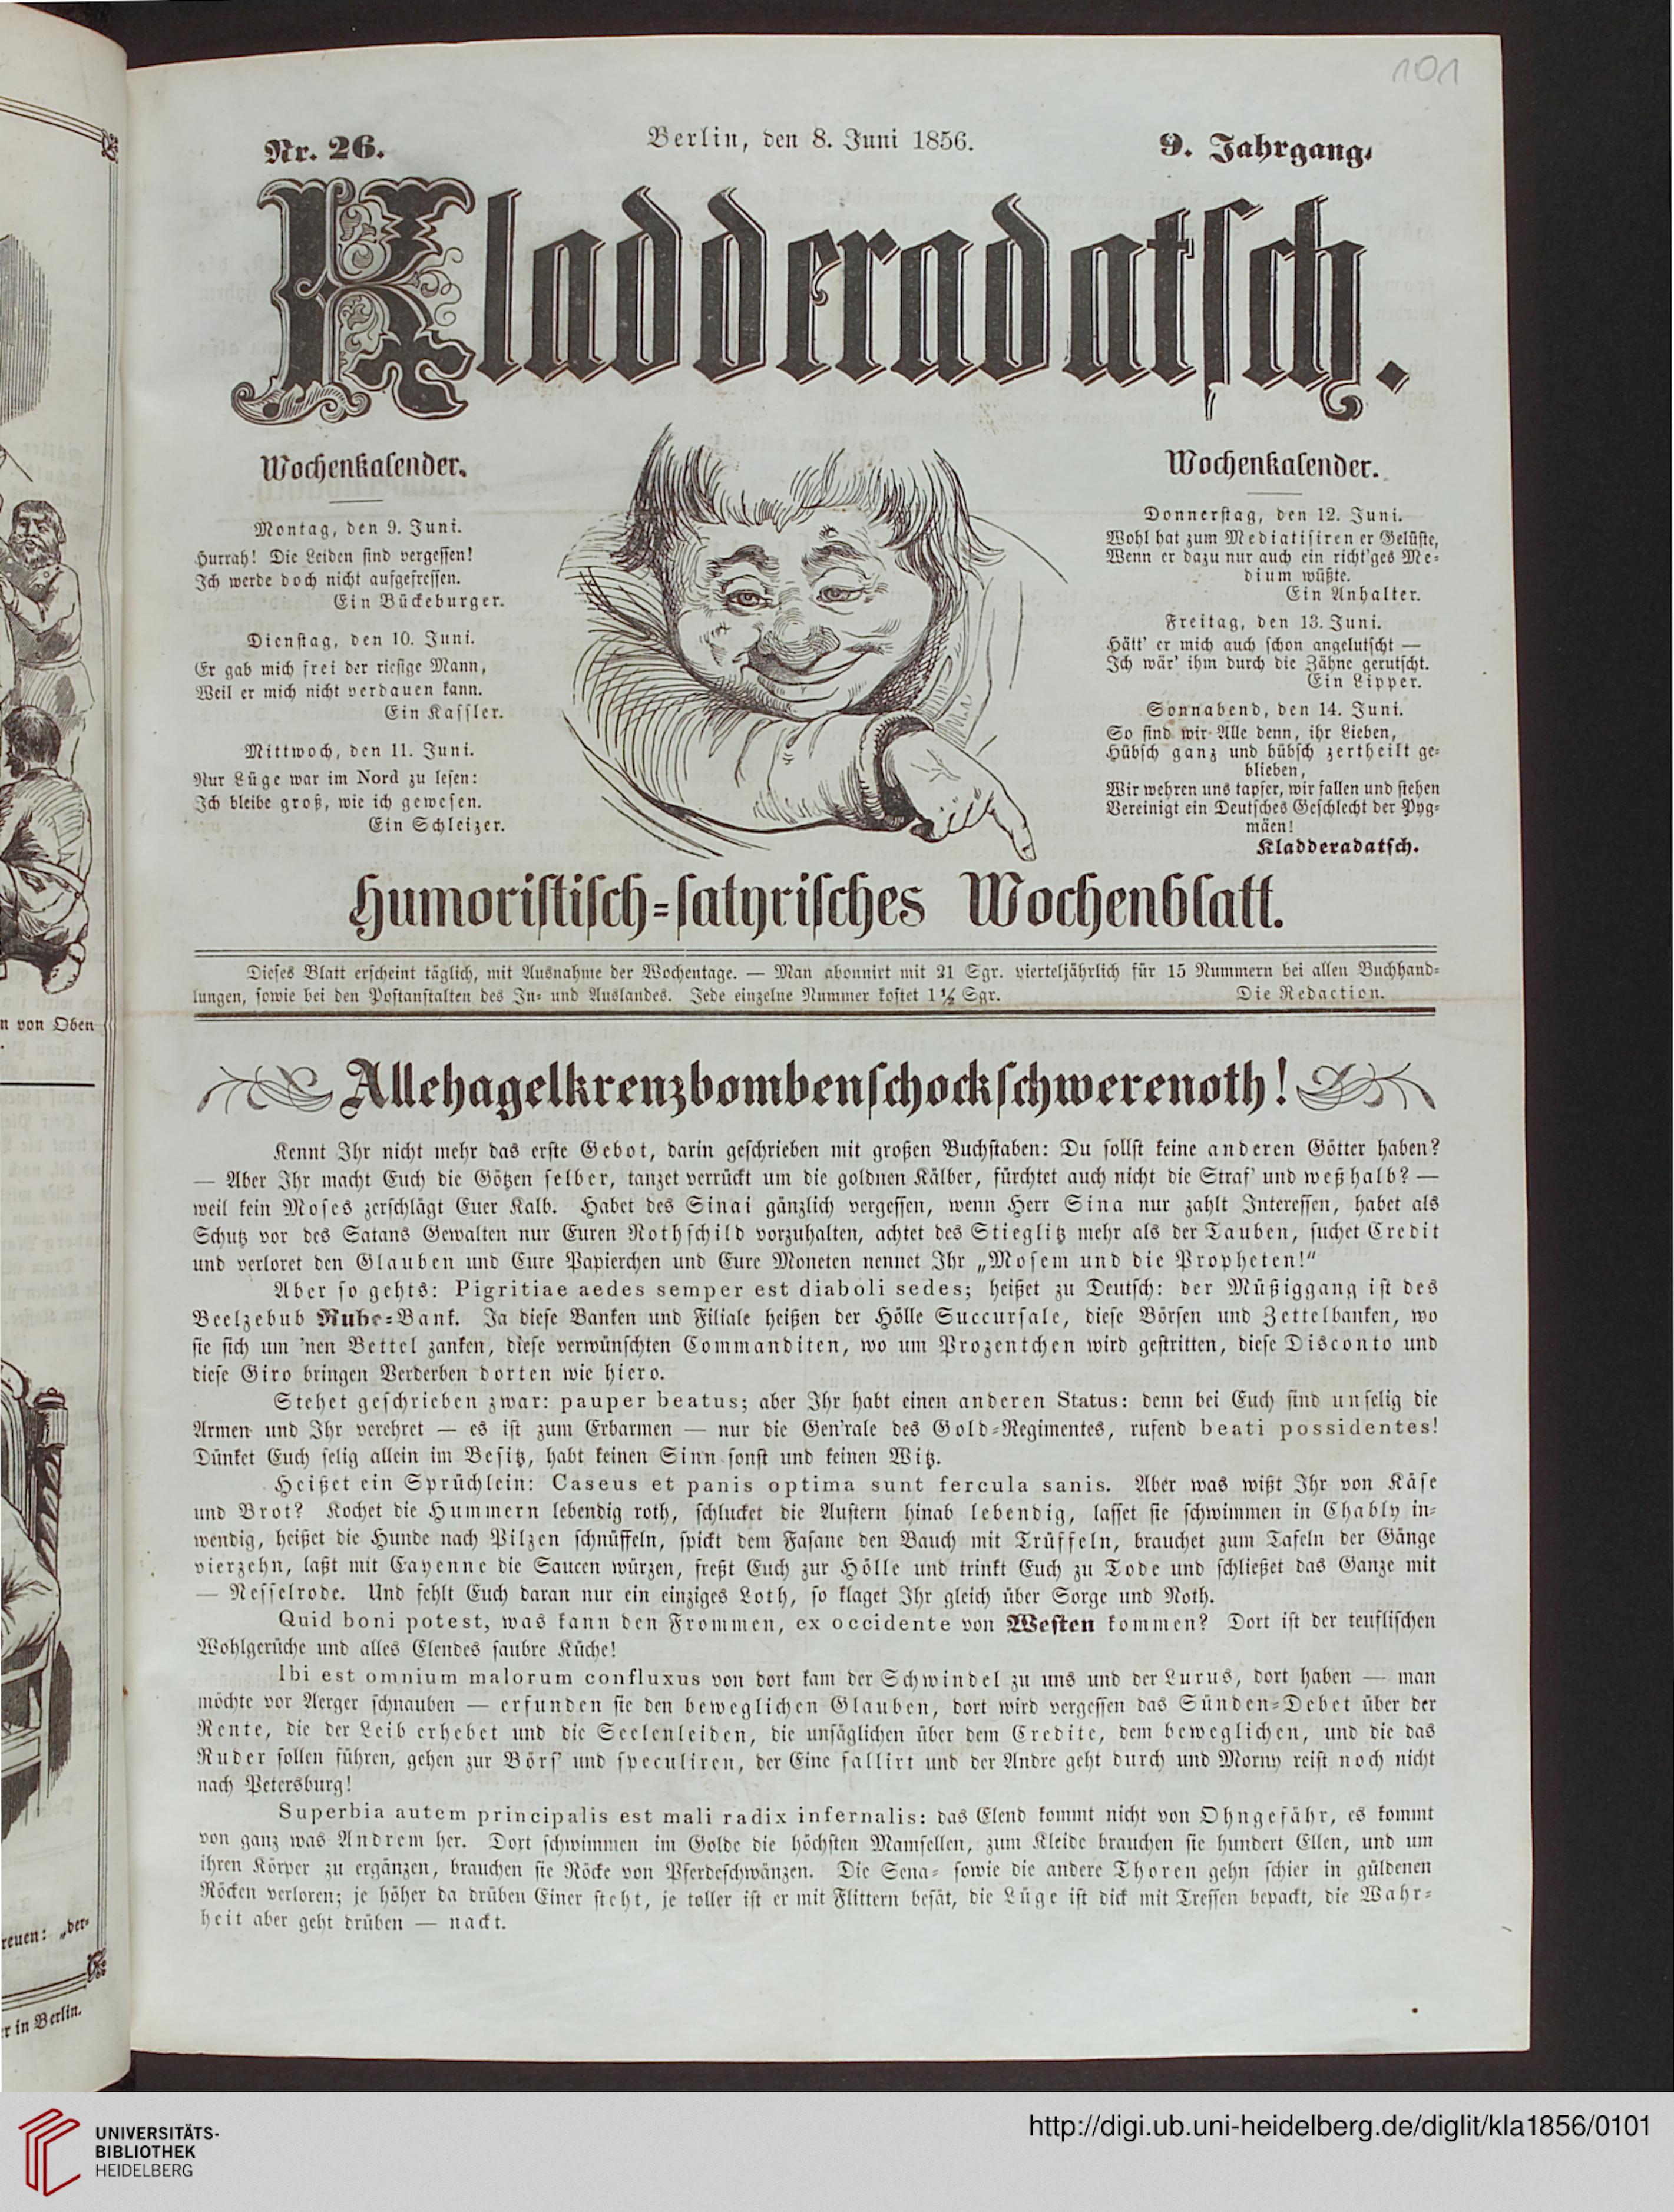 101
Nr. 26.
Berlin, den 8. Juni 1856.
9. Jahrgang.
Kladderadatsch.
Wochenkalender.
Montag, den 9. Juni.
Hurrah! Die Leiden sind vergessen!
Ich werde doch nicht aufgefressen.
Ein Bückeburger.
Dienstag, den 10. Juni.
Er gab mich frei der riesige Mann,
Weil er mich nicht verdauen kann.
Ein Kassler.
Mittwoch, den 11. Juni.
Nur Lüge war im Nord zu lesen:
Ich bleibe groß, wie ich gewesen.
Ein Schleizer.
Wochenkalender.
Donnerstag, den 12. Juni.
Wohl hat zum Mediatisiren er Gelüste,
Wenn er dazu nur auch ein richt'ges Me-
dium wüßte.
Ein Anhalter.
Freitag, den 13. Juni.
Hätt' er mich auch schon angelutscht —
Ich wär' ihm durch die Zähne gerutscht.
Ein Lipper.
Sonnabend, den 14. Juni.
So sind wir Alle denn, ihr Lieben,
Hübsch ganz und hübsch zertheilt ge-
blieben,
Wir wehren uns tapfer, wir fallen und stehen
Vereinigt ein Deutsches Geschlecht der Pyg-
mäen!
Kladderadatsch.
Humoristisch-satyrisches Wochenblatt.
Dieses Blatt erscheint täglich, mit Ausnahme der Wochentage. — Man abonnirt mit 21 Sgr. vierteljährlich für 15 Nummern bei allen Buchhand-
lungen, sowie bei den Postanstalten des In- und Auslandes. Jede einzelne Nummer kostet 1½ Sgr. Die Redaction.
Allehagelkrenzbombenschockschwerenoth!
Kennt Ihr nicht mehr das erste Gebot, darin geschrieben mit großen Buchstaben: Du sollst keine anderen Götter haben?
— Aber Ihr macht Euch die Götzen selber, tanzet verrückt um die goldnen Kälber, fürchtet auch nicht die Straf' und weßhalb? —
weil kein Moses zerschlägt Euer Kalb. Habet des Sinai gänzlich vergessen, wenn Herr Sina nur zahlt Interessen, habet als
Schutz vor des Satans Gewalten nur Euren Rothschild vorzuhalten, achtet des Stieglitz mehr als der Tauben, suchet Credit
und verloret den Glauben und Eure Papierchen und Eure Moneten nennet Ihr „Mosem und die Propheten!"
Aber so gehts: Pigritiae aedes semper est diaboli sedes; heißet zu Deutsch: der Müßiggang ist des
Beelzebub Ruhe-Bank. Ja diese Banken und Filiale heißen der Hölle Succursale, diese Börsen und Zettelbanken, wo
sie sich um 'nen Bettel zanken, diese verwünschten Commanditen, wo um Prozentchen wird gestritten, diese Disconto und
diese Giro bringen Verderben dorten wie hiero.
Stehet geschrieben zwar: pauper beatus; aber Ihr habt einen anderen Status: denn bei Euch sind unselig die
Armen und Ihr verehret — es ist zum Erbarmen — nur die Gen'rale des Gold-Regimentes, rufend beati possidentes!
Dünket Euch selig allein im Besitz, habt keinen Sinn sonst und keinen Witz.
Heißet ein Sprüchlein: Caseus et panis optima sunt fercula sanis. Aber was wißt Ihr von Käse
und Brot? Kochet die Hummern lebendig roth, schlucket die Austern hinab lebendig, lasset sie schwimmen in Chably in-
wendig, heißet die Hunde nach Pilzen schnüffeln, spickt dem Fasane den Bauch mit Trüffeln, brauchet zum Tafeln der Gänge
vierzehn, laßt mit Cayenne die Saucen würzen, freßt Euch zur Hölle und trinkt Euch zu Tode und schließet das Ganze mit
— Nesselrode. Und fehlt Euch daran nur ein einziges Loth, so klaget Ihr gleich über Sorge und Noth.
Quid boni potest, was kann den Frommen, ex occidente von Westen kommen? Dort ist der teuflischen
Wohlgerüche und alles Elendes saubre Küche!
Ibi est omnium malorum confluxus von dort kam der Schwindel zu uns und der Luxus, dort haben — man
möchte vor Aerger schnauben — erfunden sie den beweglichen Glauben, dort wird vergessen das Sünden-Debet über der
Rente, die der Leib erhebet und die Seelenleiden, die unsäglichen über dem Credite, dem beweglichen, und die das
Ruder sollen führen, gehen zur Börs' und speculiren, der Eine fallirt und der Andre geht durch und Morny reist noch nicht
nach Petersburg!
Superbia autem principalis est mali radix infernalis: das Elend kommt nicht von Ohngefähr, es kommt
von ganz was Andrem her. Dort schwimmen im Golde die höchsten Mamsellen, zum Kleide brauchen sie hundert Ellen, und um
ihren Körper zu ergänzen, brauchen sie Röcke von Pferdeschwänzen. Die Sena- sowie die andere Thoren gehn schier in güldenen
Röcken verloren; je höher da drüben Einer steht, je toller ist er mit Flittern besät, die Lüge ist dick mit Tressen bepackt, die Wahr-
heit aber geht drüben — nackt.
n von Oben
reuen: „der-
r in Berlin.
UNIVERSITÄTS-
BIBLIOTHEK
HEIDELBERG
http://digi.ub.uni-heidelberg.de/diglit/kla1856/0101